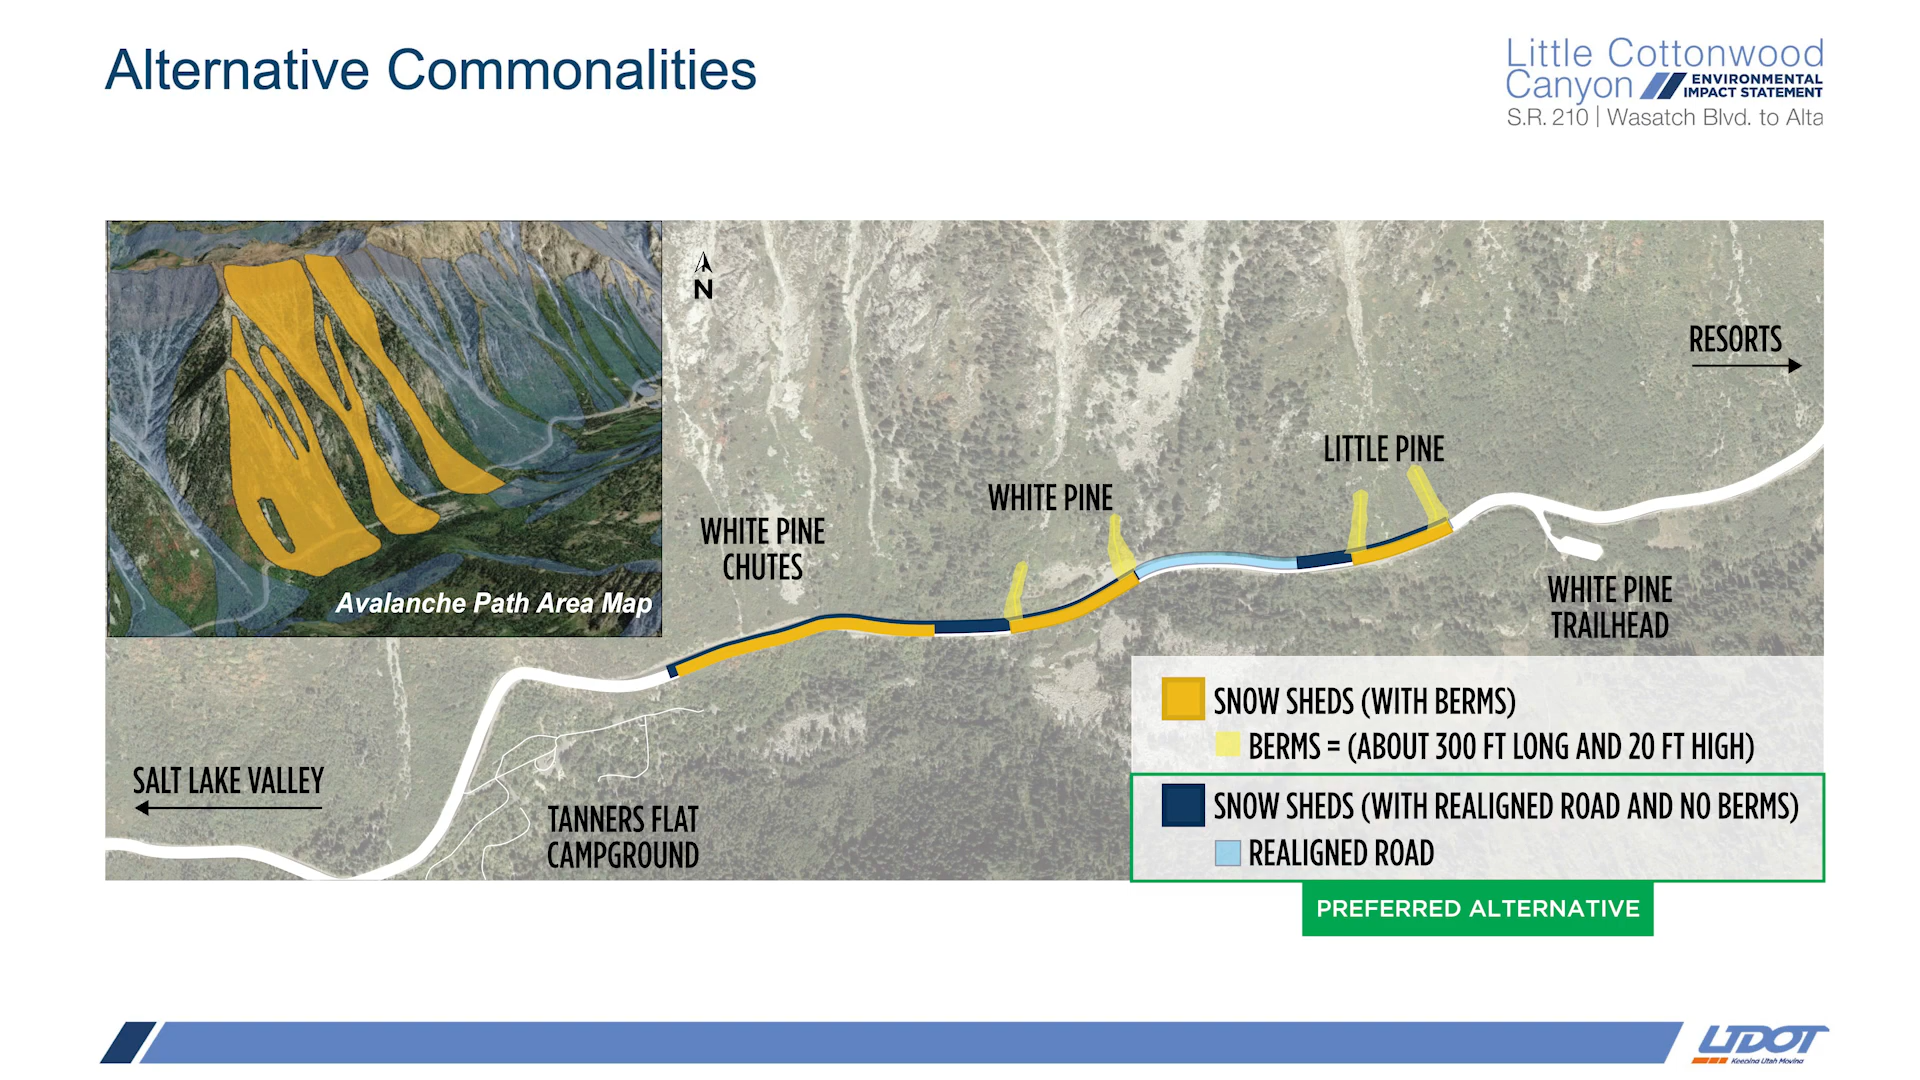 Alternative Commonalities
Little Cottonwood
Canyon ENVIRONMENTAL
IMPACT STATEMENT
S.R. 210 | Wasatch Blvd. to Alta
N
RESORTS
LITTLE PINE
WHITE PINE
WHITE PINE
CHUTES
WHITE PINE
TRAILHEAD
Avalanche Path Area Map
SALT LAKE VALLEY
TANNERS FLAT
CAMPGROUND
SNOW SHEDS (WITH BERMS)
BERMS = (ABOUT 300 FT LONG AND 20 FT HIGH)
SNOW SHEDS (WITH REALIGNED ROAD AND NO BERMS)
REALIGNED ROAD
PREFERRED ALTERNATIVE
UDOT
Keeping Utah Moving